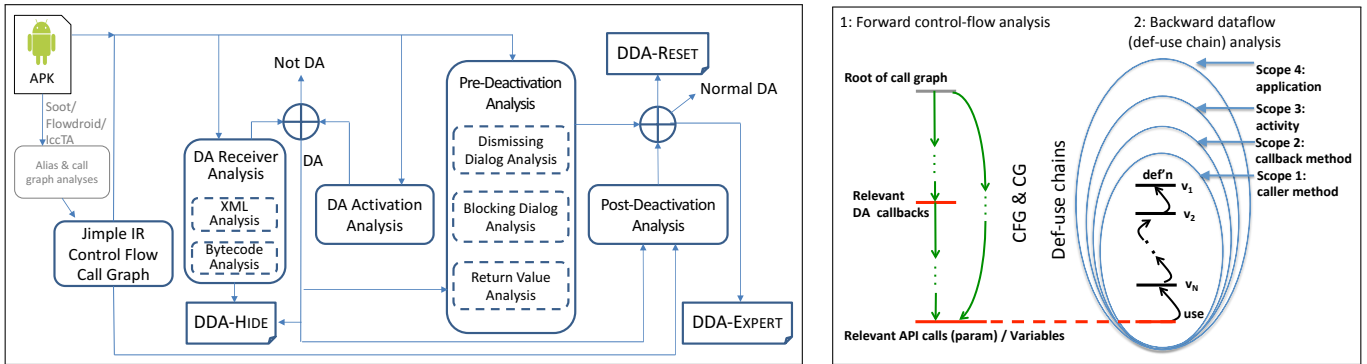 APK
Soot/
Flowdroid/
IccTA
Alias & call
graph analyses
Jimple IR
Control Flow
Call Graph
Not DA
DA
DA Receiver
Analysis
XML
Analysis
Bytecode
Analysis
DDA-HIDE
DA Activation
Analysis
Pre-Deactivation
Analysis
Dismissing
Dialog Analysis
Blocking Dialog
Analysis
Return Value
Analysis
DDA-RESET
Normal DA
Post-Deactivation
Analysis
DDA-EXPERT
1: Forward control-flow analysis
Root of call graph
Relevant
DA callbacks
Relevant API calls (param) / Variables
CFG & CG
Def-use chains
2: Backward dataflow
(def-use chain) analysis
Scope 4:
application
Scope 3:
activity
Scope 2:
callback method
Scope 1:
caller method
def'n
v1
v2
vN
use